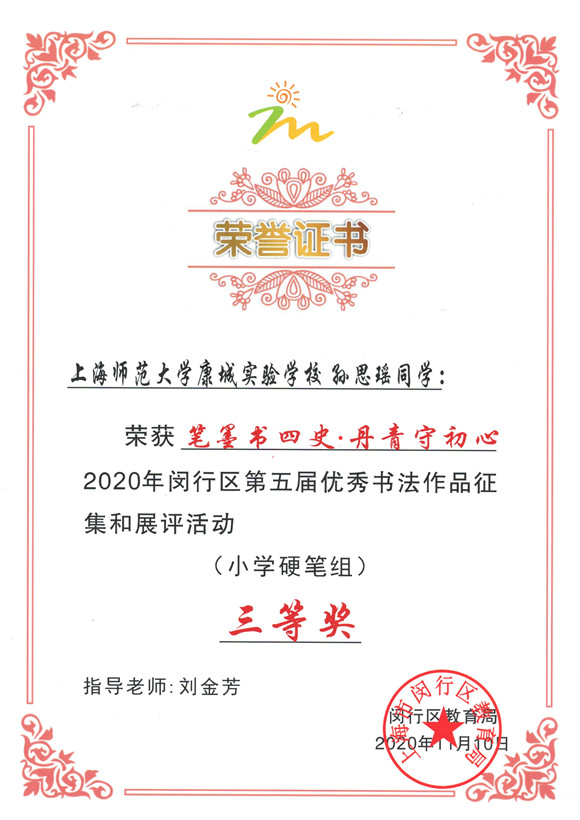 荣誉证书
上海师范大学康城实验学校 孙思瑶同学：
荣获 笔墨书四史·丹青守初心
2020年闵行区第五届优秀书法作品征
集和展评活动
（小学硬笔组）
三等奖
指导老师：刘金芳
上海市闵行区教育局
闵行区教育局
2020年11月10日